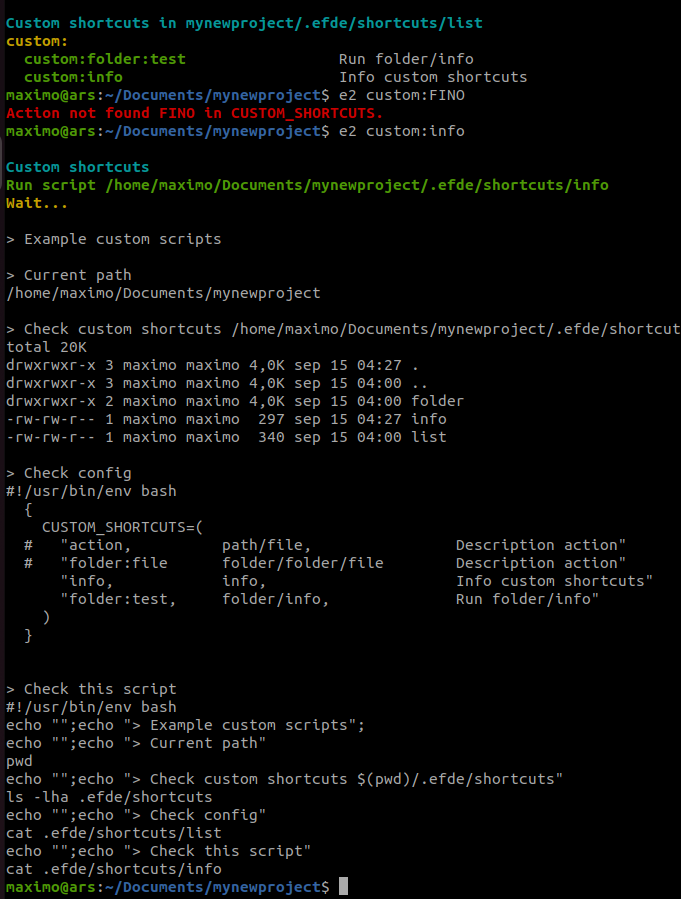 Custom shortcuts in mynewproject/.efde/shortcuts/list
custom:
  custom:folder:test                 Run folder/info
  custom:info                        Info custom shortcuts
maximo@ars:~/Documents/mynewproject$ e2 custom:FINO
Action not found FINO in CUSTOM_SHORTCUTS.
maximo@ars:~/Documents/mynewproject$ e2 custom:info

Custom shortcuts
Run script /home/maximo/Documents/mynewproject/.efde/shortcuts/info
Wait...

> Example custom scripts

> Current path
/home/maximo/Documents/mynewproject

> Check custom shortcuts /home/maximo/Documents/mynewproject/.efde/shortcut
total 20K
drwxrwxr-x 3 maximo maximo 4,0K sep 15 04:27 .
drwxrwxr-x 3 maximo maximo 4,0K sep 15 04:00 ..
drwxrwxr-x 2 maximo maximo 4,0K sep 15 04:00 folder
-rw-rw-r-- 1 maximo maximo  297 sep 15 04:27 info
-rw-rw-r-- 1 maximo maximo  340 sep 15 04:00 list

> Check config
#!/usr/bin/env bash
  {
    CUSTOM_SHORTCUTS=(
  #   "action,          path/file,                Description action"
  #   "folder:file      folder/folder/file        Description action"
      "info,            info,                     Info custom shortcuts"
      "folder:test,     folder/info,              Run folder/info"
    )
  }


> Check this script
#!/usr/bin/env bash
echo "";echo "> Example custom scripts";
echo "";echo "> Current path"
pwd
echo "";echo "> Check custom shortcuts $(pwd)/.efde/shortcuts"
ls -lha .efde/shortcuts
echo "";echo "> Check config"
cat .efde/shortcuts/list
echo "";echo "> Check this script"
cat .efde/shortcuts/info
maximo@ars:~/Documents/mynewproject$